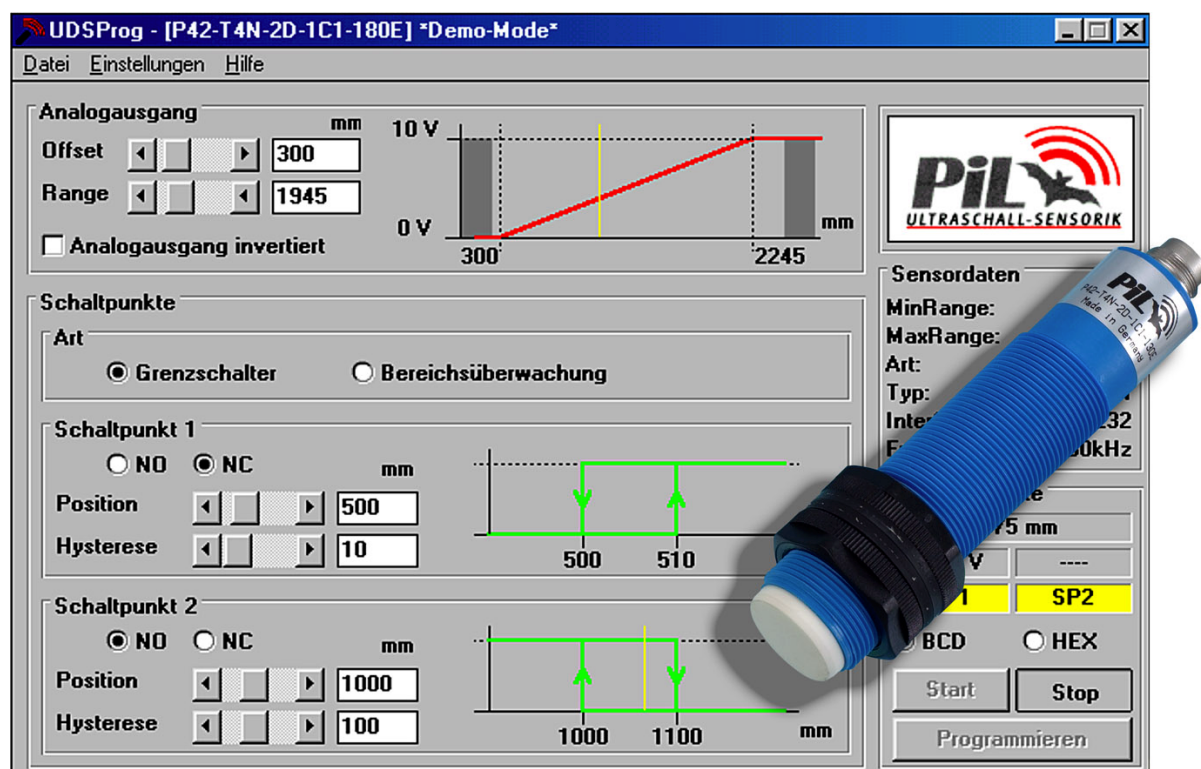 UDSProg - [P42-T4N-2D-1C1-180E] *Demo-Mode*
Datei Einstellungen Hilfe
Analogausgang
mm
Offset 300
Range 1945
Analogausgang invertiert
10 V
0 V
300 2245
mm
PiL
ULTRASCHALL-SENSORIK
Schaltpunkte
Art
Grenzschalter Bereichsüberwachung
Schaltpunkt 1
NO NC mm
Position 500
Hysterese 10
500 510
Schaltpunkt 2
NO NC mm
Position 1000
Hysterese 100
1000 1100 mm
Sensordaten
MinRange:
MaxRange:
Art:
Typ:
PiL
Made in Germany
mm
V ----
SP2
BCD HEX
Start Stop
Programmieren